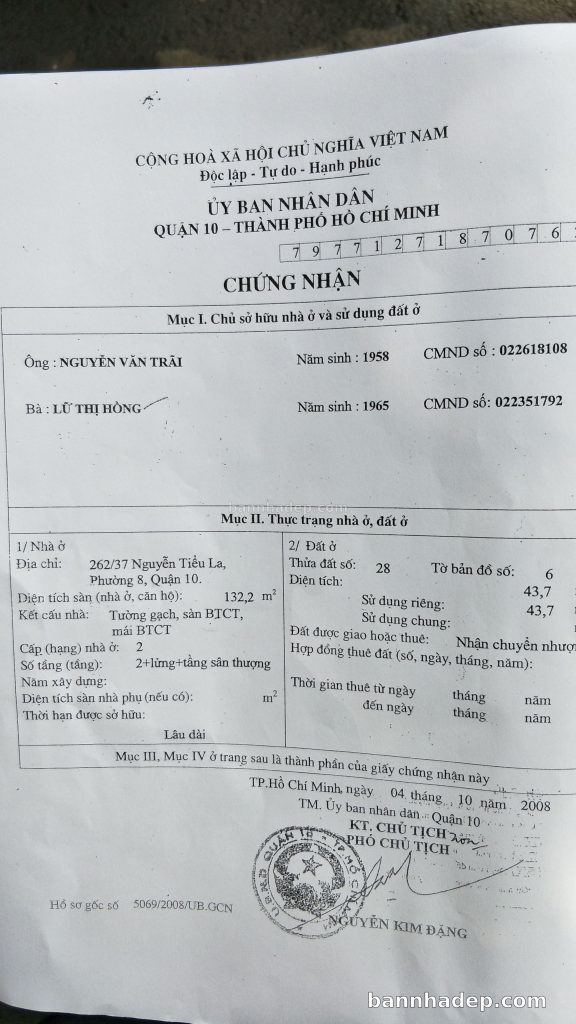 CỘNG HOÀ XÃ HỘI CHỦ NGHĨA VIỆT NAM
Độc lập - Tự do - Hạnh phúc
ỦY BAN NHÂN DÂN
QUẬN 10 – THÀNH PHỐ HỒ CHÍ MINH
7 9 7 7 1 2 7 1 8 7 0 7 6
CHỨNG NHẬN
Mục I. Chủ sở hữu nhà ở và sử dụng đất ở
Ông : NGUYỄN VĂN TRÃI Năm sinh : 1958 CMND số : 022618108
Bà : LỮ THỊ HỒNG Năm sinh : 1965 CMND số: 022351792
bannhadep.com
Mục II. Thực trạng nhà ở, đất ở
1/ Nhà ở
Địa chỉ: 262/37 Nguyễn Tiểu La,
Phường 8, Quận 10.
Diện tích sàn (nhà ở, căn hộ): 132,2 m²
Kết cấu nhà: Tường gạch, sàn BTCT,
mái BTCT
Cấp (hạng) nhà ở: 2
Số tầng (tầng): 2+lửng+tầng sân thượng
Năm xây dựng:
Diện tích sàn nhà phụ (nếu có): m²
Thời hạn được sở hữu:
Lâu dài
2/ Đất ở
Thửa đất số: 28 Tờ bản đồ số: 6
Diện tích: 43,7
Sử dụng riêng: 43,7
Sử dụng chung:
Đất được giao hoặc thuê: Nhận chuyển nhượ
Hợp đồng thuê đất (số, ngày, tháng, năm):
Thời gian thuê từ ngày tháng năm
đến ngày tháng năm
Mục III, Mục IV ở trang sau là thành phần của giấy chứng nhận này
TP.Hồ Chí Minh, ngày 04 tháng 10 năm 2008
TM. Ủy ban nhân dân Quận 10
KT. CHỦ TỊCH
PHÓ CHỦ TỊCH
U.B.N.D QUẬN 10 - TP.HỒ C
Hồ sơ gốc số 5069/2008/UB.GCN
NGUYỄN KIM ĐẶNG
bannhadep.com